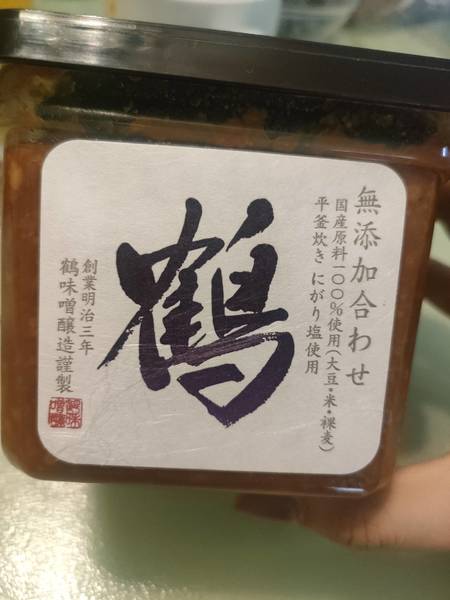 無添加合わせ
国産原料一〇〇%使用(大豆・米・裸麦)
平釜炊き にがり塩使用
鶴
創業明治三年
鶴味噌醸造謹製